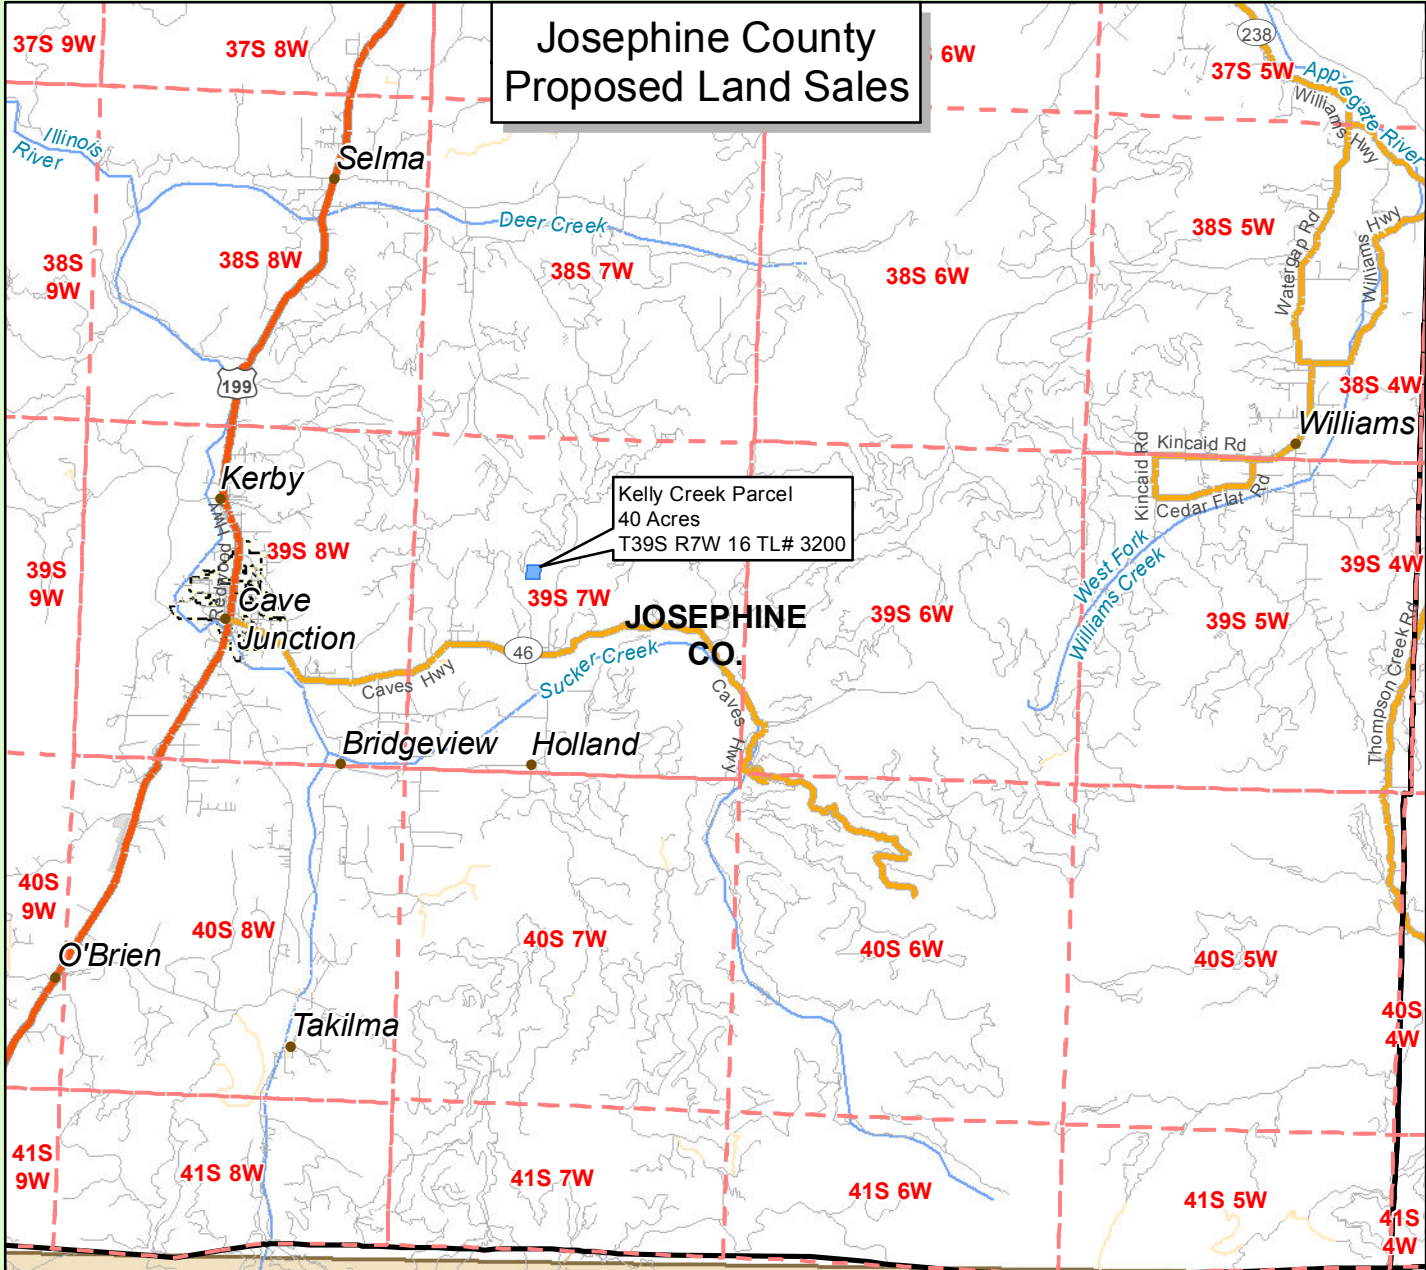 Josephine County
Proposed Land Sales
37S 9W
37S 8W
6W
238
37S 5W
Applegate River
Williams Hwy
Illinois
River
Selma
Deer Creek
38S
9W
38S 8W
38S 7W
38S 6W
38S 5W
Watergap Rd
Williams Hwy
199
38S 4W
Williams
Kincaid Rd
Kincaid Rd
Cedar Flat Rd
Kerby
Redwood Hwy
Kelly Creek Parcel
40 Acres
T39S R7W 16 TL# 3200
39S
9W
39S 8W
39S 7W
39S 6W
West Fork
Williams Creek
39S 5W
39S 4W
Cave
Junction
JOSEPHINE
CO.
46
Caves Hwy
Sucker Creek
Caves Hwy
Thompson Creek Rd
Bridgeview
Holland
40S
9W
40S 8W
40S 7W
40S 6W
40S 5W
40S
4W
O'Brien
Takilma
41S
9W
41S 8W
41S 7W
41S 6W
41S 5W
41S
4W